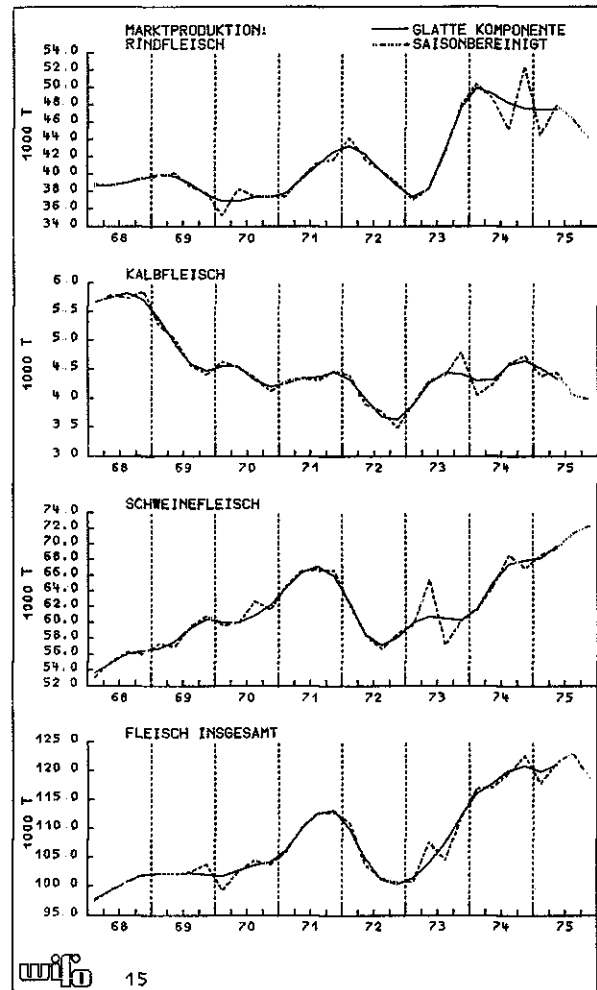 MARKTPRODUKTION: GLATTE KOMPONENTE
RINDFLEISCH SAISONBEREINIGT
54.0
52.0
50.0
48.0
46.0
44.0
42.0
40.0
38.0
36.0
34.0
1000 T
68 69 70 71 72 73 74 75
KALBFLEISCH
6.0
5.5
5.0
4.5
4.0
3.5
3.0
1000 T
68 69 70 71 72 73 74 75
SCHWEINEFLEISCH
74.0
72.0
70.0
68.0
66.0
64.0
62.0
60.0
58.0
56.0
54.0
52.0
1000 T
68 69 70 71 72 73 74 75
FLEISCH INSGESAMT
125.0
120.0
115.0
110.0
105.0
100.0
95.0
1000 T
68 69 70 71 72 73 74 75
wifo 15